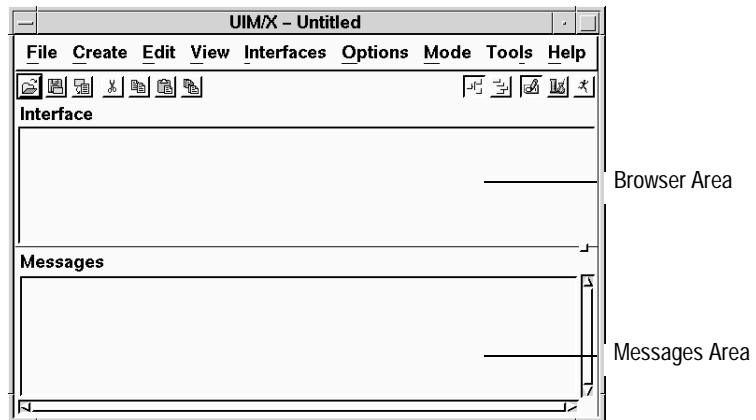 UIM/X – Untitled
File Create Edit View Interfaces Options Mode Tools Help
Interface
Browser Area
Messages
Messages Area